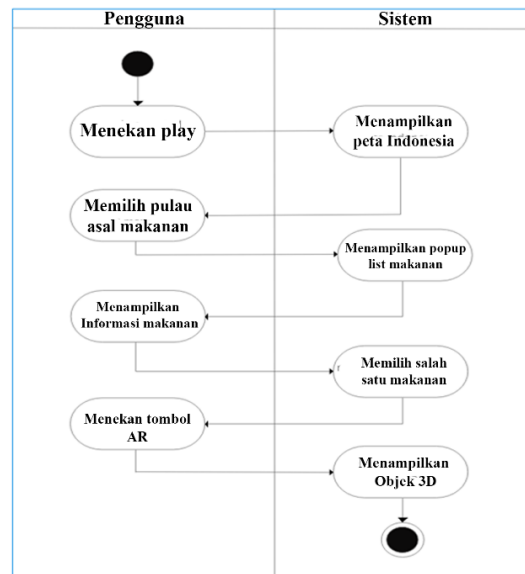 Pengguna
Sistem
Menekan play
Menampilkan
peta Indonesia
Memilih pulau
asal makanan
Menampilkan popup
list makanan
Menampilkan
Informasi makanan
Memilih salah
satu makanan
Menekan tombol
AR
Menampilkan
Objek 3D